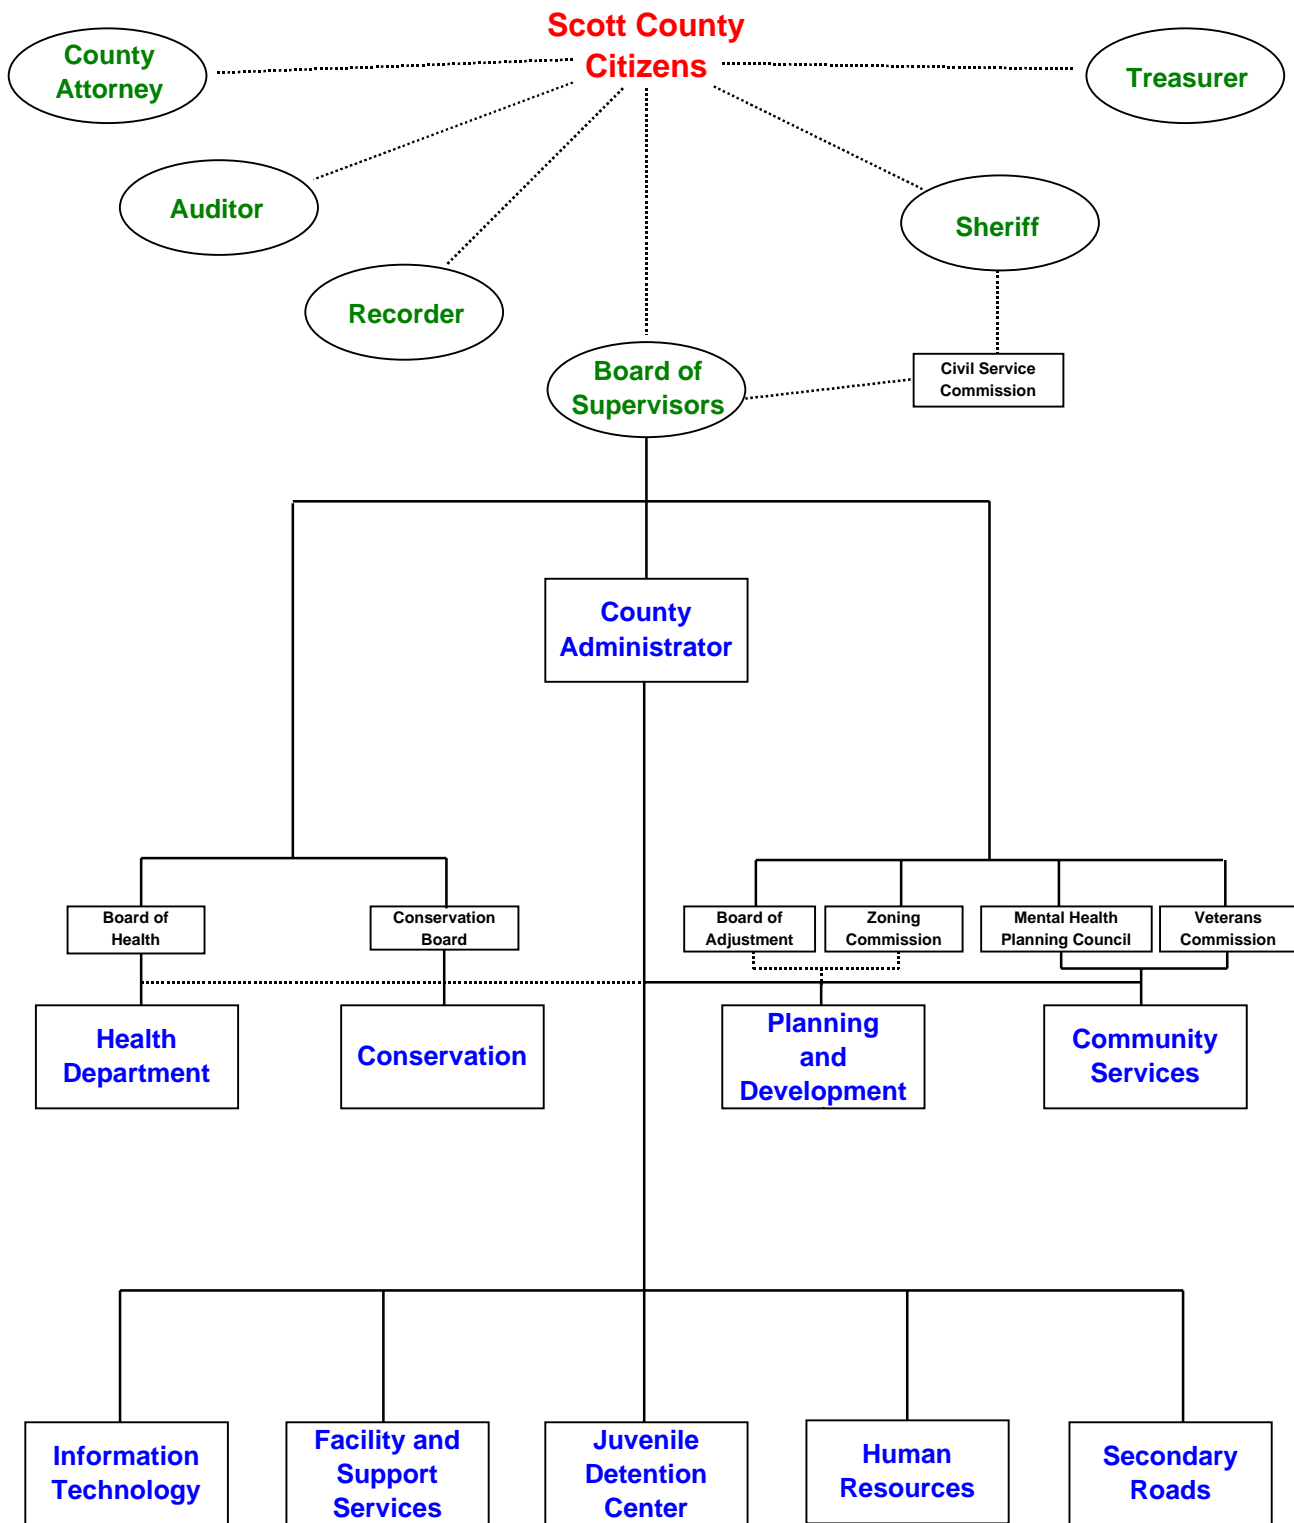 Scott County
Citizens
County
Attorney
Treasurer
Auditor
Sheriff
Recorder
Board of
Supervisors
Civil Service
Commission
County
Administrator
Board of
Health
Conservation
Board
Board of
Adjustment
Zoning
Commission
Mental Health
Planning Council
Veterans
Commission
Health
Department
Conservation
Planning
and
Development
Community
Services
Information
Technology
Facility and
Support
Services
Juvenile
Detention
Center
Human
Resources
Secondary
Roads